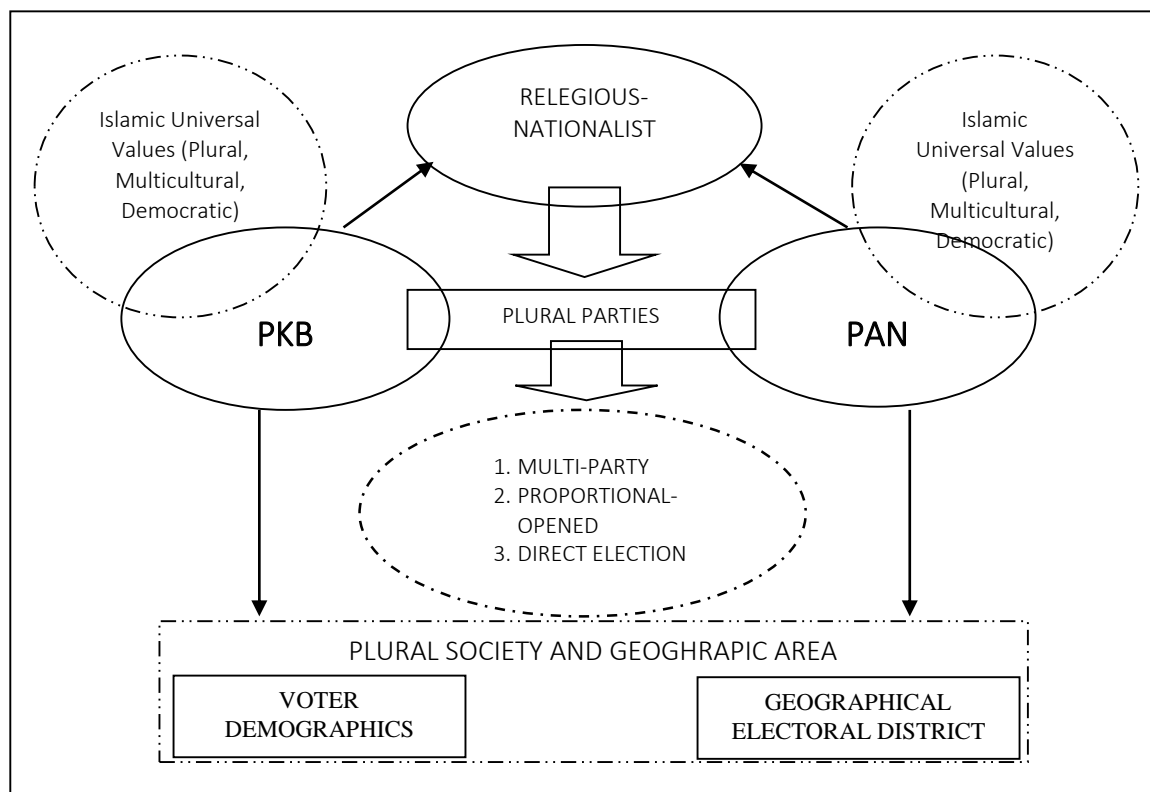 RELEGIOUS-
NATIONALIST
Islamic Universal
Values (Plural,
Multicultural,
Democratic)
Islamic
Universal Values
(Plural,
Multicultural,
Democratic)
PKB
PLURAL PARTIES
PAN
1. MULTI-PARTY
2. PROPORTIONAL-
OPENED
3. DIRECT ELECTION
PLURAL SOCIETY AND GEOGHRAPIC AREA
VOTER
DEMOGRAPHICS
GEOGRAPHICAL
ELECTORAL DISTRICT